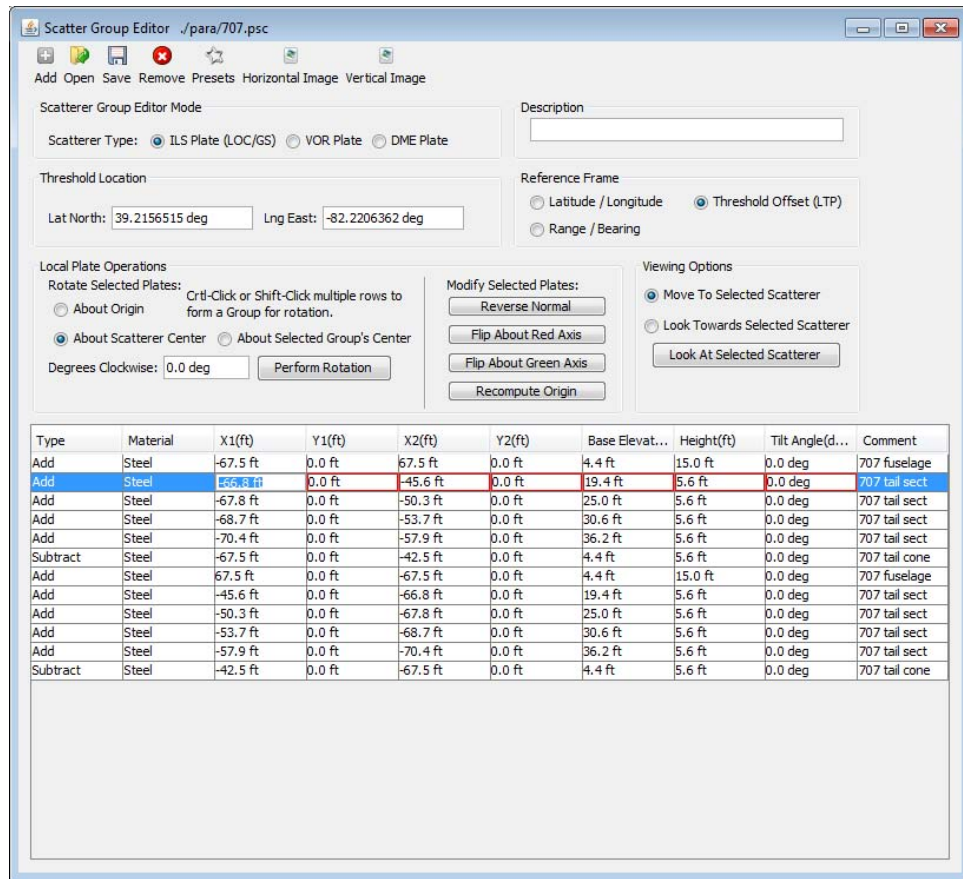 Scatter Group Editor ./para/707.psc
Add Open Save Remove Presets Horizontal Image Vertical Image
Scatterer Group Editor Mode
Scatterer Type: ILS Plate (LOC/GS) VOR Plate DME Plate
Description
Threshold Location
Lat North: 39.2156515 deg Lng East: -82.2206362 deg
Reference Frame
Latitude / Longitude Threshold Offset (LTP)
Range / Bearing
Local Plate Operations
Rotate Selected Plates:
About Origin
Crtl-Click or Shift-Click multiple rows to
form a Group for rotation.
About Scatterer Center About Selected Group's Center
Degrees Clockwise: 0.0 deg Perform Rotation
Modify Selected Plates:
Reverse Normal
Flip About Red Axis
Flip About Green Axis
Recompute Origin
Viewing Options
Move To Selected Scatterer
Look Towards Selected Scatterer
Look At Selected Scatterer
Type Material X1(ft) Y1(ft) X2(ft) Y2(ft) Base Elevat... Height(ft) Tilt Angle(d... Comment
Add Steel -67.5 ft 0.0 ft 67.5 ft 0.0 ft 4.4 ft 15.0 ft 0.0 deg 707 fuselage
Add Steel -66.8 ft 0.0 ft -45.6 ft 0.0 ft 19.4 ft 5.6 ft 0.0 deg 707 tail sect
Add Steel -67.8 ft 0.0 ft -50.3 ft 0.0 ft 25.0 ft 5.6 ft 0.0 deg 707 tail sect
Add Steel -68.7 ft 0.0 ft -53.7 ft 0.0 ft 30.6 ft 5.6 ft 0.0 deg 707 tail sect
Add Steel -70.4 ft 0.0 ft -57.9 ft 0.0 ft 36.2 ft 5.6 ft 0.0 deg 707 tail sect
Subtract Steel -67.5 ft 0.0 ft -42.5 ft 0.0 ft 4.4 ft 5.6 ft 0.0 deg 707 tail cone
Add Steel 67.5 ft 0.0 ft -67.5 ft 0.0 ft 4.4 ft 15.0 ft 0.0 deg 707 fuselage
Add Steel -45.6 ft 0.0 ft -66.8 ft 0.0 ft 19.4 ft 5.6 ft 0.0 deg 707 tail sect
Add Steel -50.3 ft 0.0 ft -67.8 ft 0.0 ft 25.0 ft 5.6 ft 0.0 deg 707 tail sect
Add Steel -53.7 ft 0.0 ft -68.7 ft 0.0 ft 30.6 ft 5.6 ft 0.0 deg 707 tail sect
Add Steel -57.9 ft 0.0 ft -70.4 ft 0.0 ft 36.2 ft 5.6 ft 0.0 deg 707 tail sect
Subtract Steel -42.5 ft 0.0 ft -67.5 ft 0.0 ft 4.4 ft 5.6 ft 0.0 deg 707 tail cone